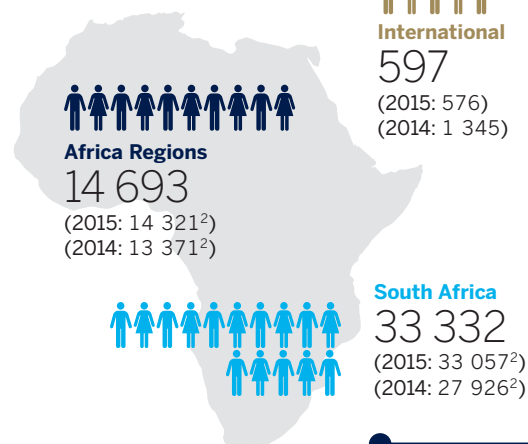 International
597
(2015: 576)
(2014: 1 345)
Africa Regions
14 693
(2015: 14 321²)
(2014: 13 371²)
South Africa
33 332
(2015: 33 057²)
(2014: 27 926²)